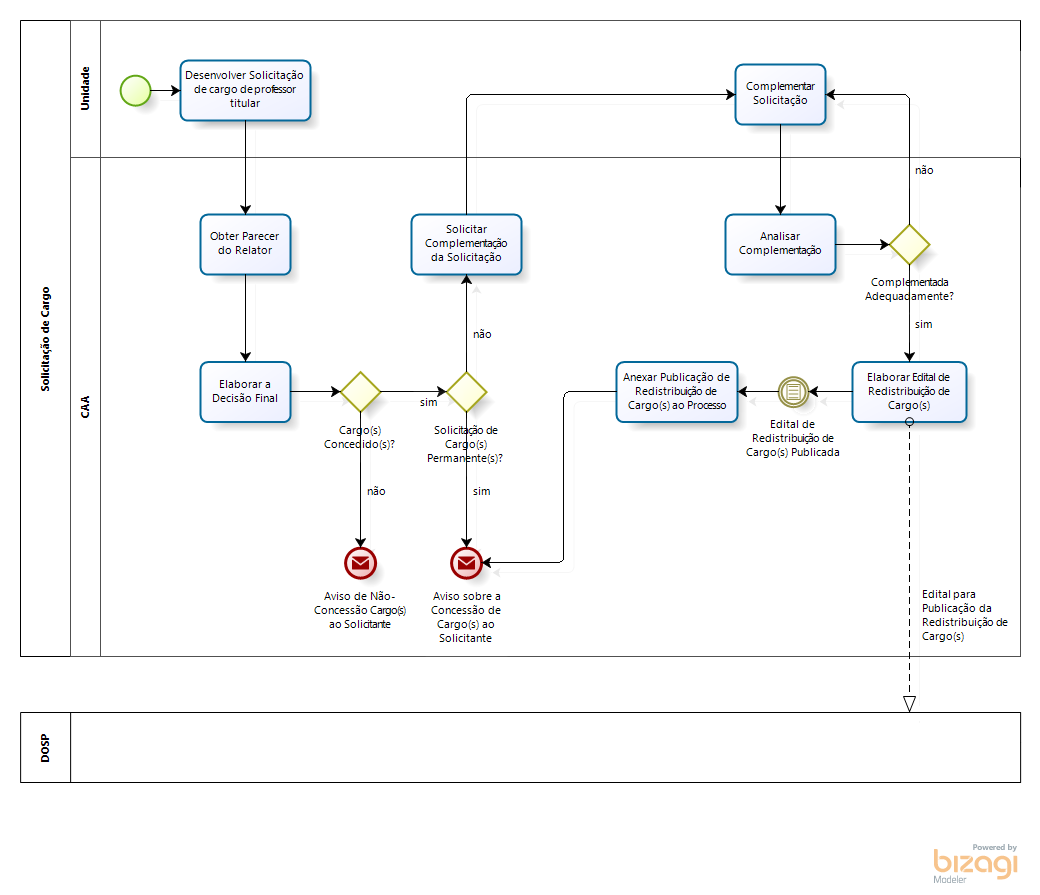 Solicitação de Cargo
Unidade
Desenvolver Solicitação
de cargo de professor
titular
Complementar
Solicitação
CAA
não
Obter Parecer
do Relator
Solicitar
Complementação
da Solicitação
Analisar
Complementação
Complementada
Adequadamente?
sim
não
Elaborar a
Decisão Final
sim
Cargo(s)
Concedido(s)?
Solicitação de
Cargo(s)
Permanente(s)?
Anexar Publicação de
Redistribuição de
Cargo(s) ao Processo
Edital de
Redistribuição de
Cargo(s) Publicada
Elaborar Edital de
Redistribuição de
Cargo(s)
não
sim
Aviso de Não-
Concessão Cargo(s)
ao Solicitante
Aviso sobre a
Concessão de
Cargo(s) ao
Solicitante
Edital para
Publicação da
Redistribuição de
Cargo(s)
DOSP
Powered by
bizagi
Modeler